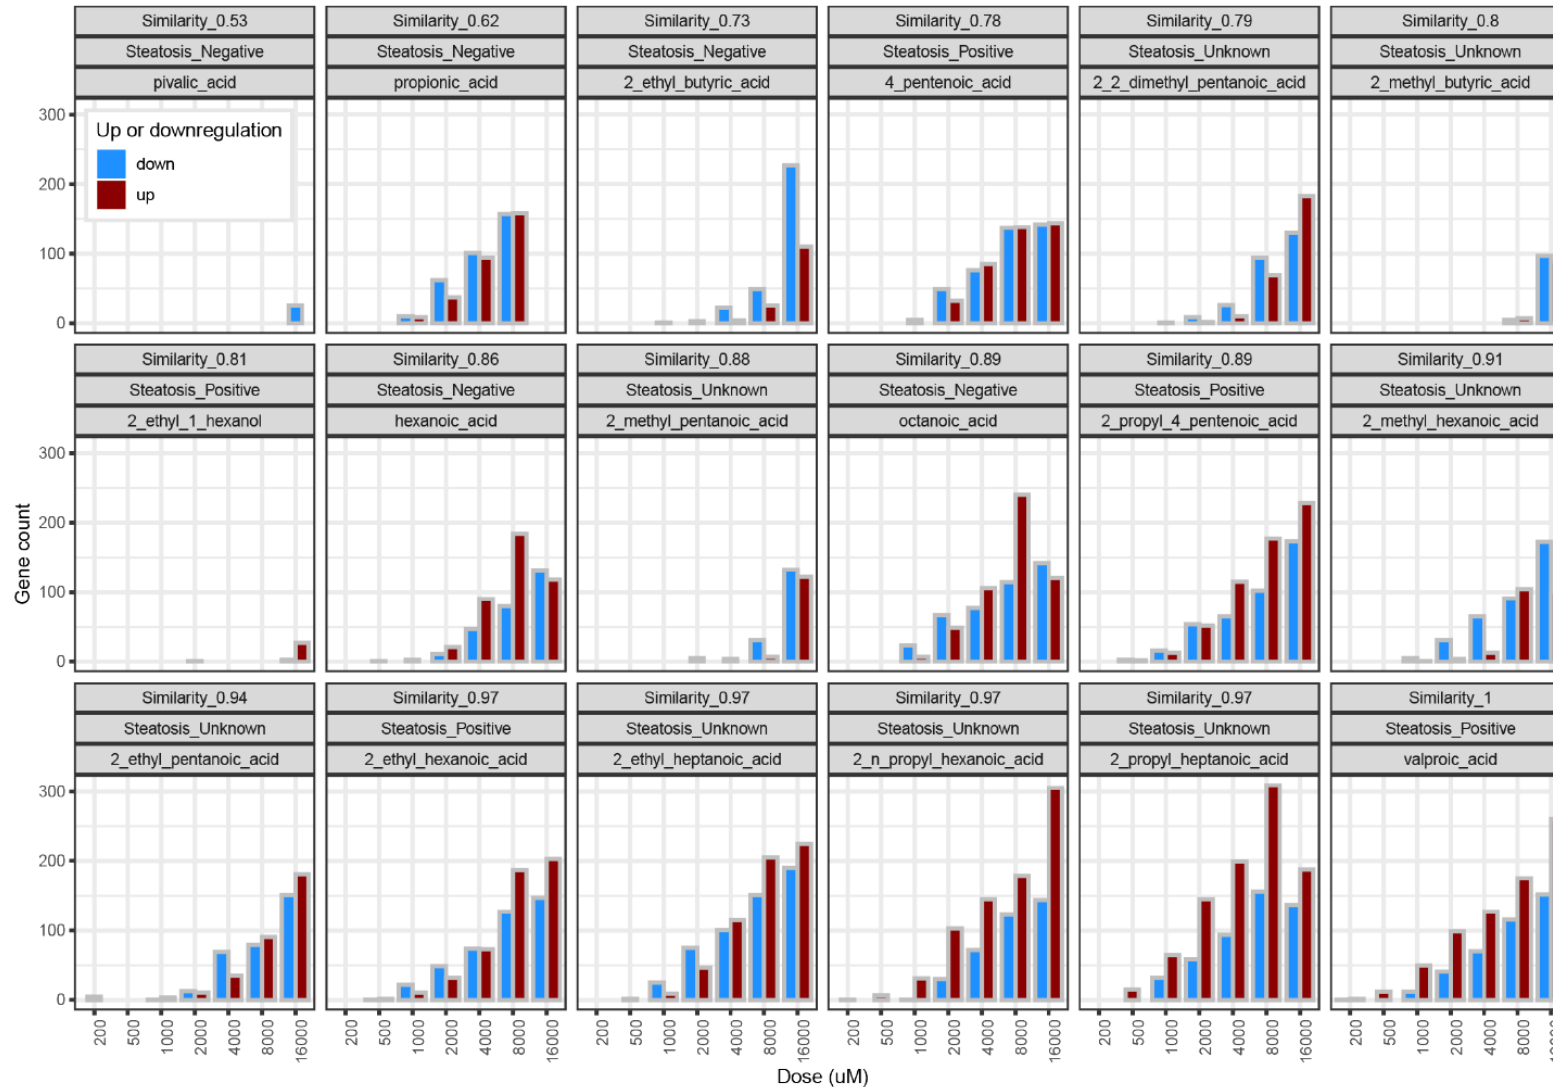 Similarity_0.53 Similarity_0.62 Similarity_0.73 Similarity_0.78 Similarity_0.79 Similarity_0.8
Steatosis_Negative Steatosis_Negative Steatosis_Negative Steatosis_Positive Steatosis_Unknown Steatosis_Unknown
pivalic_acid propionic_acid 2_ethyl_butyric_acid 4_pentenoic_acid 2_2_dimethyl_pentanoic_acid 2_methyl_butyric_acid
300
Up or downregulation
down
200
up
100
0
Similarity_0.81 Similarity_0.86 Similarity_0.88 Similarity_0.89 Similarity_0.89 Similarity_0.91
Steatosis_Positive Steatosis_Negative Steatosis_Unknown Steatosis_Negative Steatosis_Positive Steatosis_Unknown
2_ethyl_1_hexanol hexanoic_acid 2_methyl_pentanoic_acid octanoic_acid 2_propyl_4_pentenoic_acid 2_methyl_hexanoic_acid
Gene count
300
200
100
0
Similarity_0.94 Similarity_0.97 Similarity_0.97 Similarity_0.97 Similarity_0.97 Similarity_1
Steatosis_Unknown Steatosis_Positive Steatosis_Unknown Steatosis_Unknown Steatosis_Unknown Steatosis_Positive
2_ethyl_pentanoic_acid 2_ethyl_hexanoic_acid 2_ethyl_heptanoic_acid 2_n_propyl_hexanoic_acid 2_propyl_heptanoic_acid valproic_acid
300
200
100
0
200 500 1000 2000 4000 8000 16000 200 500 1000 2000 4000 8000 16000 200 500 1000 2000 4000 8000 16000 200 500 1000 2000 4000 8000 16000 200 500 1000 2000 4000 8000 16000 200 500 1000 2000 4000 8000
Dose (uM)